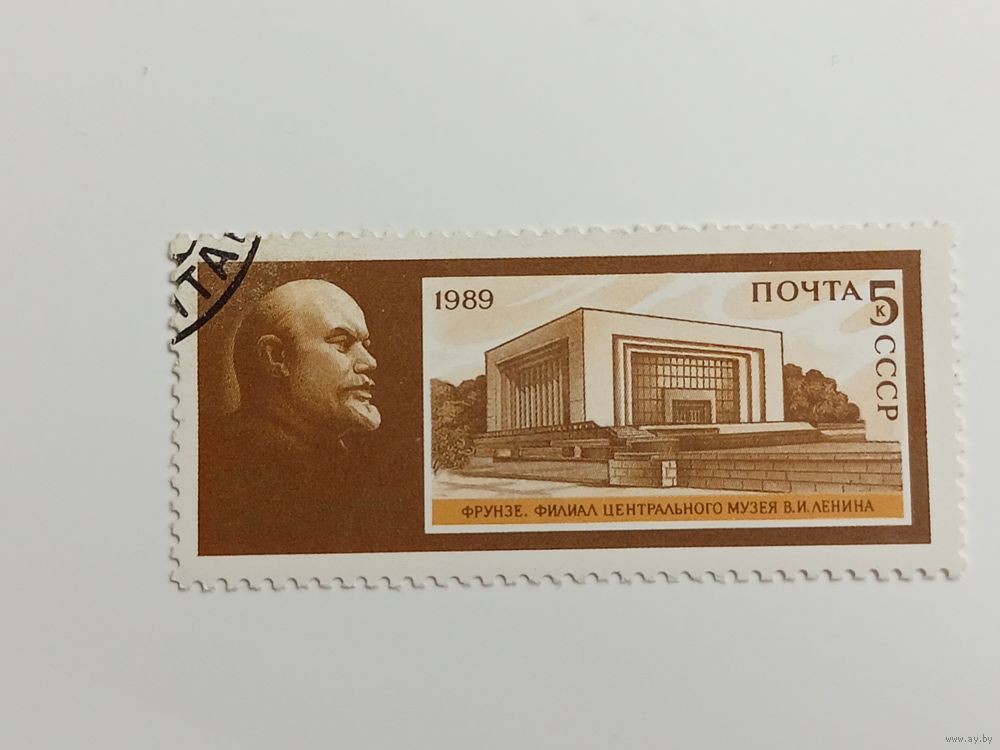 1989
ПОЧТА 5 к
СССР
ФРУНЗЕ. ФИЛИАЛ ЦЕНТРАЛЬНОГО МУЗЕЯ В.И. ЛЕНИНА
www.ay.by